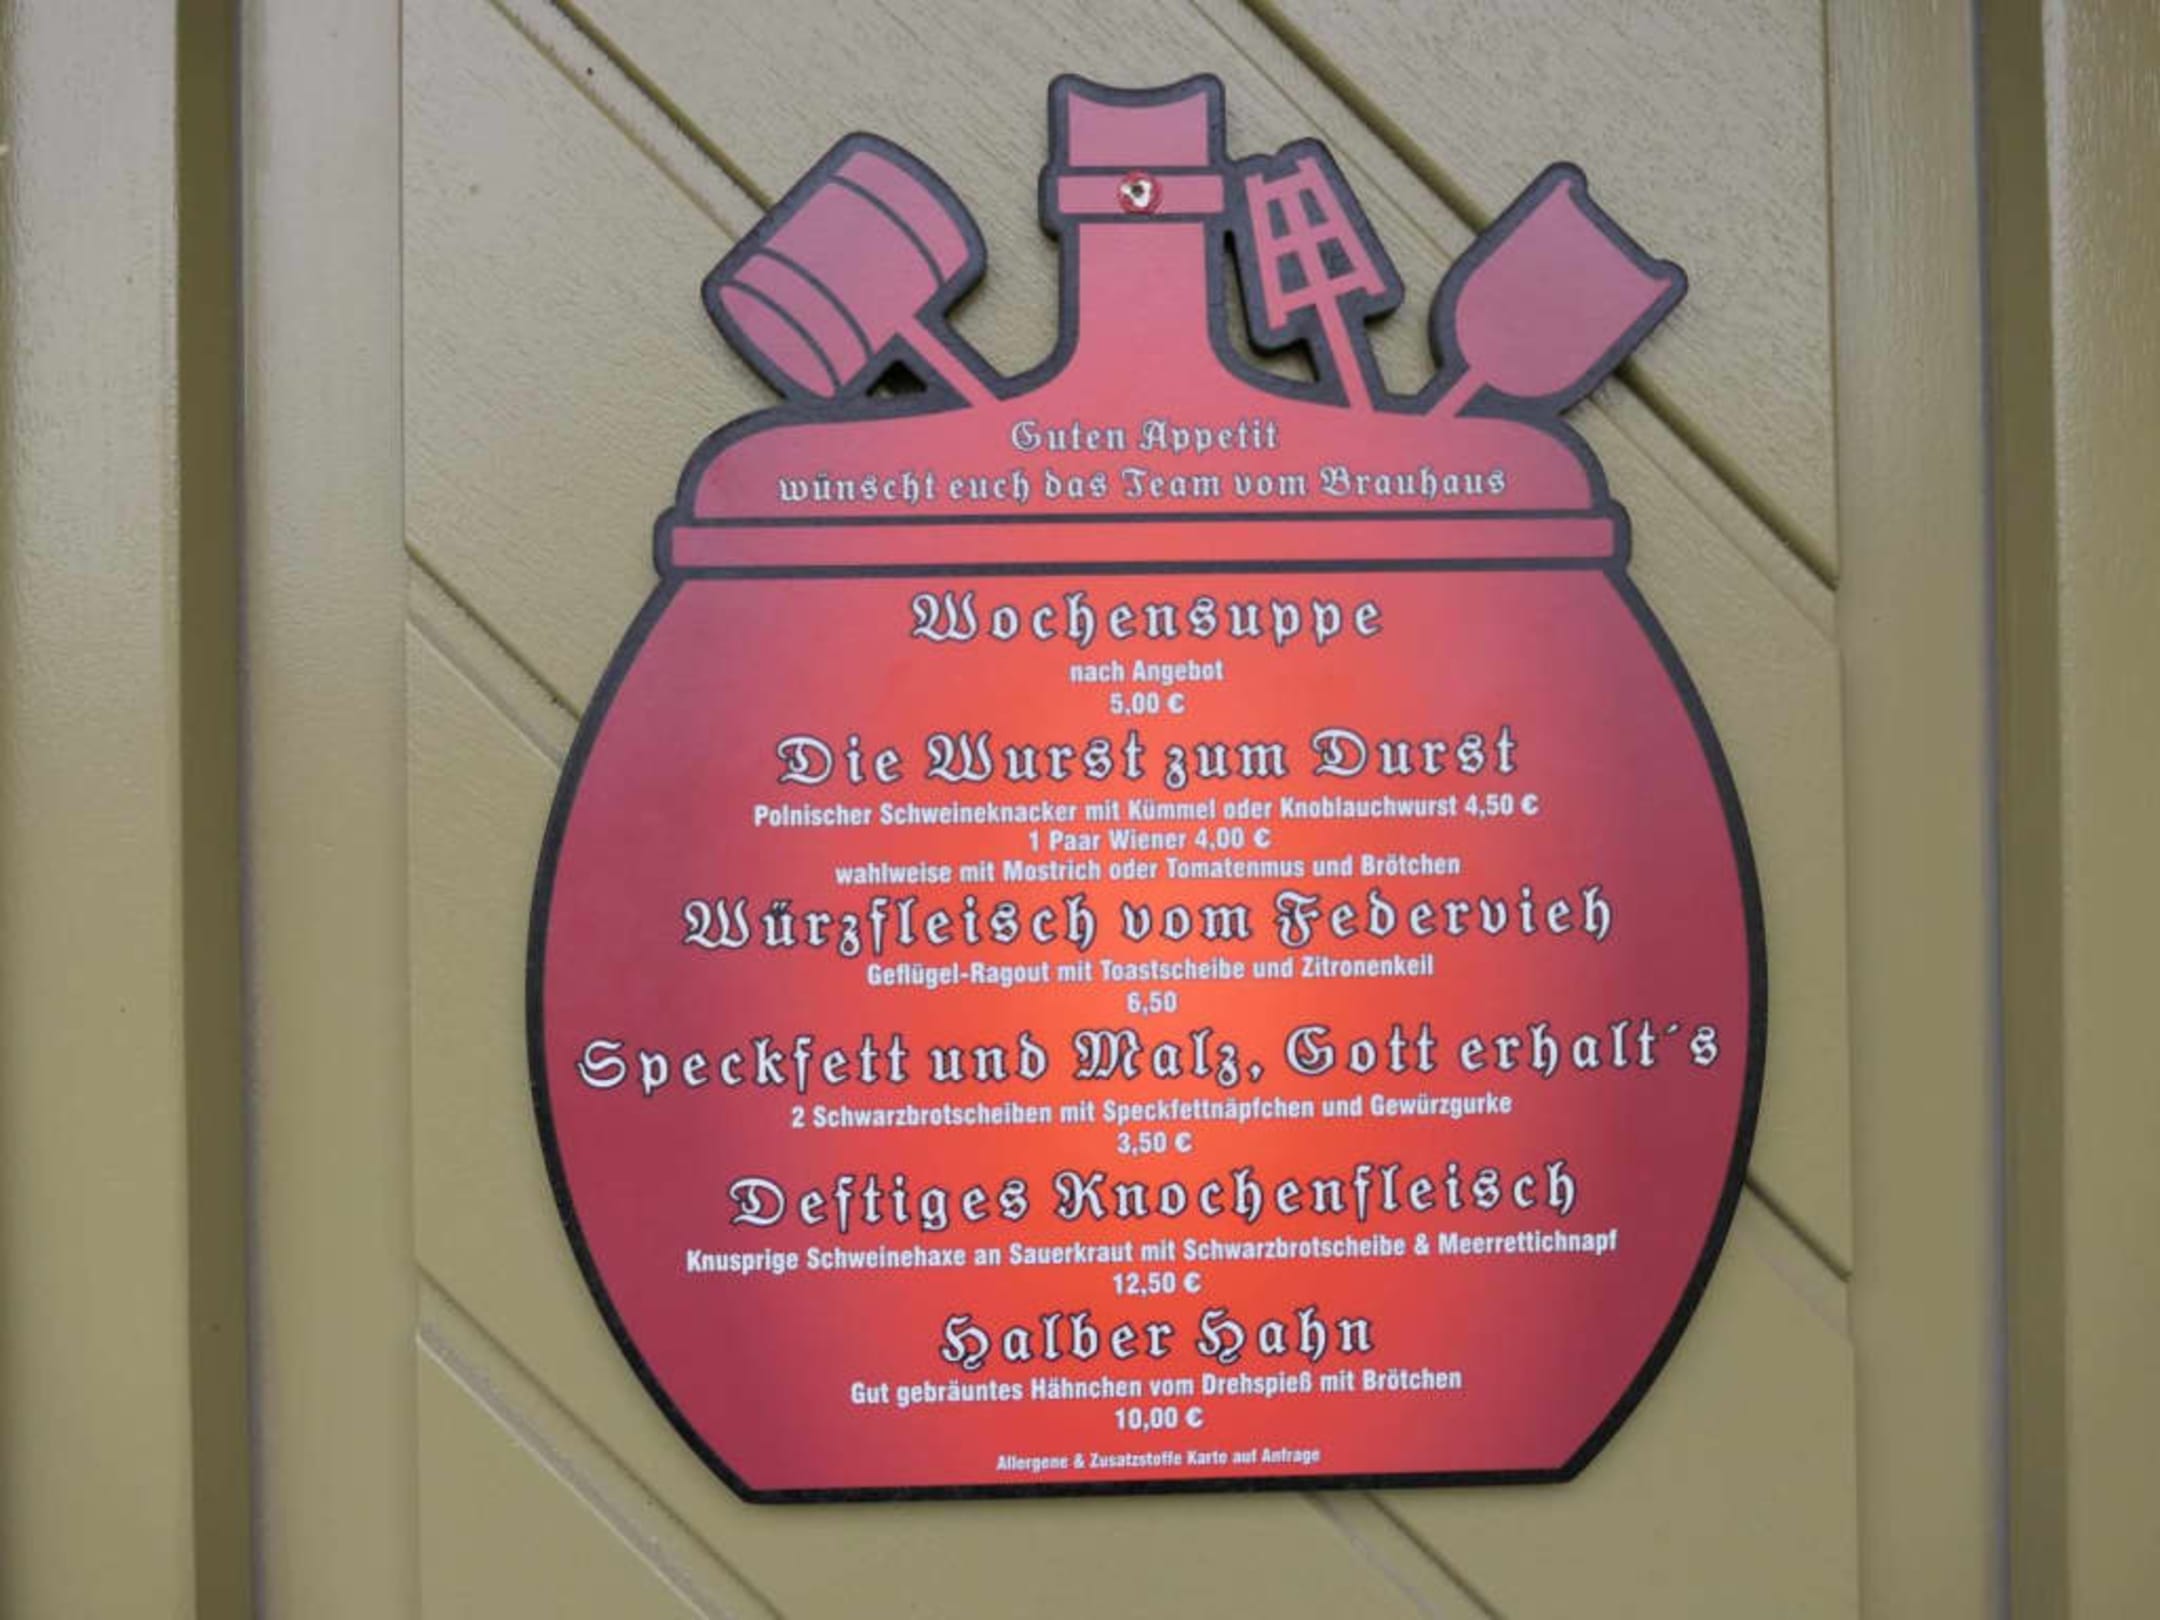 Guten Appetit
wünscht euch das Team vom Brauhaus
Wochensuppe
nach Angebot
5,00 €
Die Wurst zum Durst
Polnischer Schweineknacker mit Kümmel oder Knoblauchwurst 4,50 €
1 Paar Wiener 4,00 €
wahlweise mit Mostrich oder Tomatenmus und Brötchen
Würzfleisch vom Federvieh
Geflügel-Ragout mit Toastscheibe und Zitronenkeil
6,50
Speckfett und Malz, Gott erhalt´s
2 Schwarzbrotscheiben mit Speckfettnäpfchen und Gewürzgurke
3,50 €
Deftiges Knochenfleisch
Knusprige Schweinehaxe an Sauerkraut mit Schwarzbrotscheibe & Meerrettichnapf
12,50 €
Halber Hahn
Gut gebräuntes Hähnchen vom Drehspieß mit Brötchen
10,00 €
Allergene & Zusatzstoffe Karte auf Anfrage